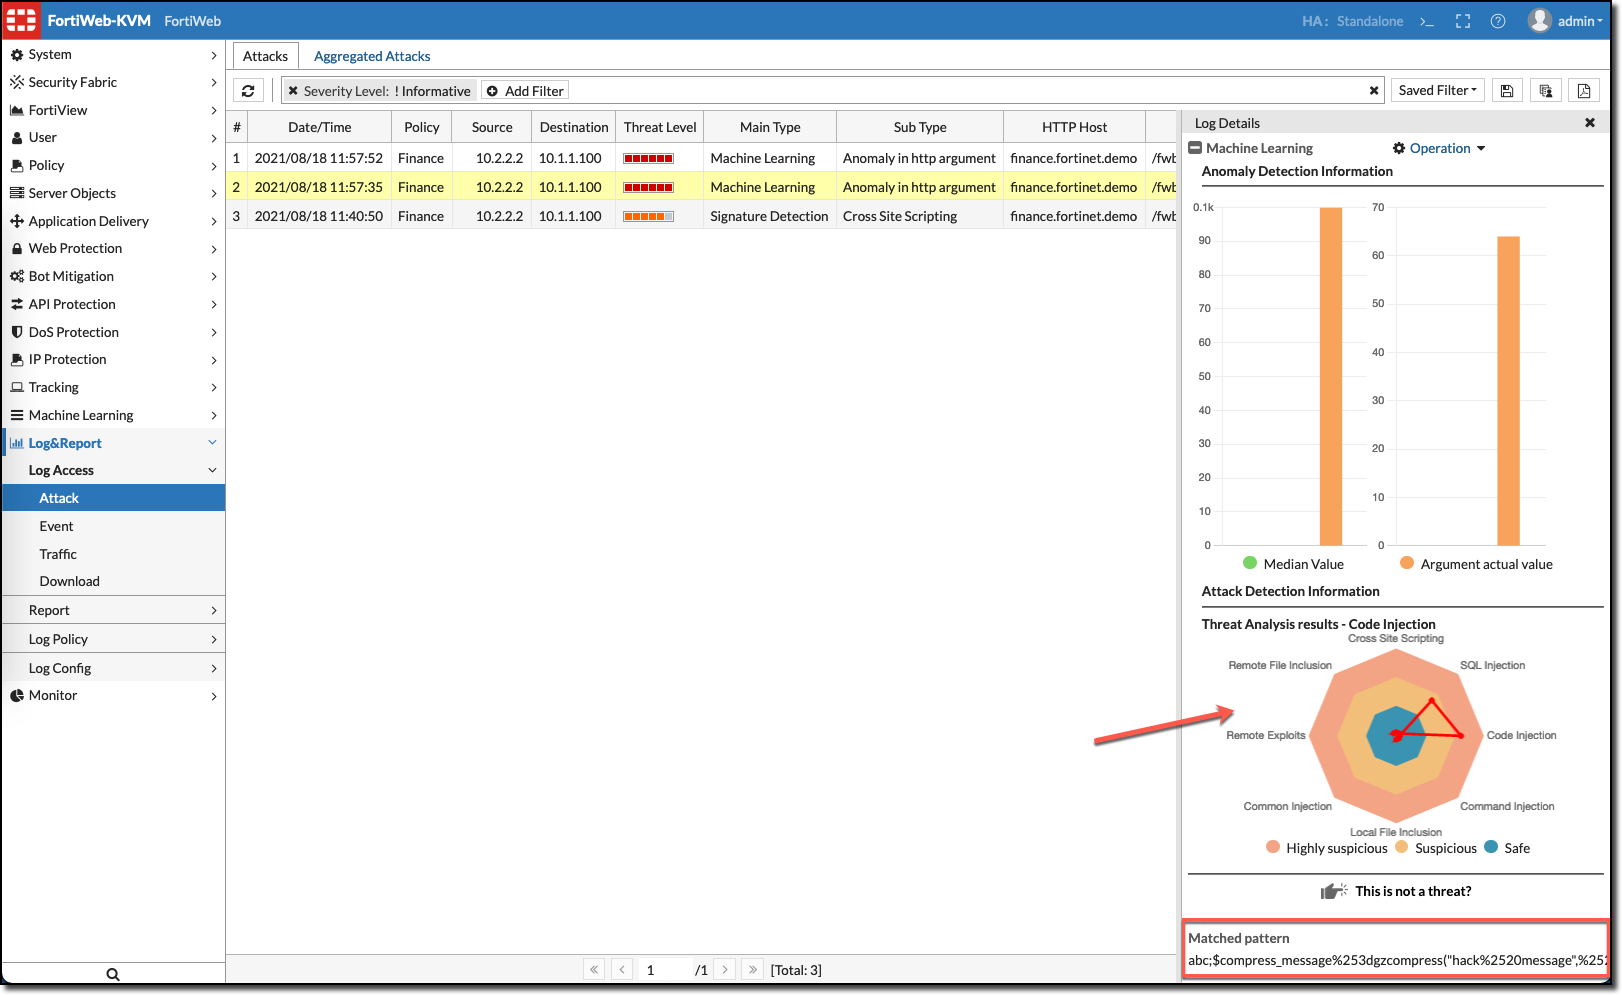 FortiWeb-KVM FortiWeb HA: Standalone >_ admin
System
Security Fabric
FortiView
User
Policy
Server Objects
Application Delivery
Web Protection
Bot Mitigation
API Protection
DoS Protection
IP Protection
Tracking
Machine Learning
Log&Report
Log Access
Attack
Event
Traffic
Download
Report
Log Policy
Log Config
Monitor
Attacks Aggregated Attacks
Severity Level: ! Informative Add Filter Saved Filter
# Date/Time Policy Source Destination Threat Level Main Type Sub Type HTTP Host
1 2021/08/18 11:57:52 Finance 10.2.2.2 10.1.1.100 Machine Learning Anomaly in http argument finance.fortinet.demo /fwb
2 2021/08/18 11:57:35 Finance 10.2.2.2 10.1.1.100 Machine Learning Anomaly in http argument finance.fortinet.demo /fwb
3 2021/08/18 11:40:50 Finance 10.2.2.2 10.1.1.100 Signature Detection Cross Site Scripting finance.fortinet.demo /fwb
« ‹ 1 /1 › » [Total: 3]
Log Details
Machine Learning Operation
Anomaly Detection Information
0.1k
90
80
70
60
50
40
30
20
10
0
70
60
50
40
30
20
10
0
Median Value Argument actual value
Attack Detection Information
Threat Analysis results - Code Injection
Cross Site Scripting
Remote File Inclusion SQL Injection
Remote Exploits Code Injection
Common Injection Command Injection
Local File Inclusion
Highly suspicious Suspicious Safe
This is not a threat?
Matched pattern
abc;$compress_message%253dgzcompress("hack%2520message",%252